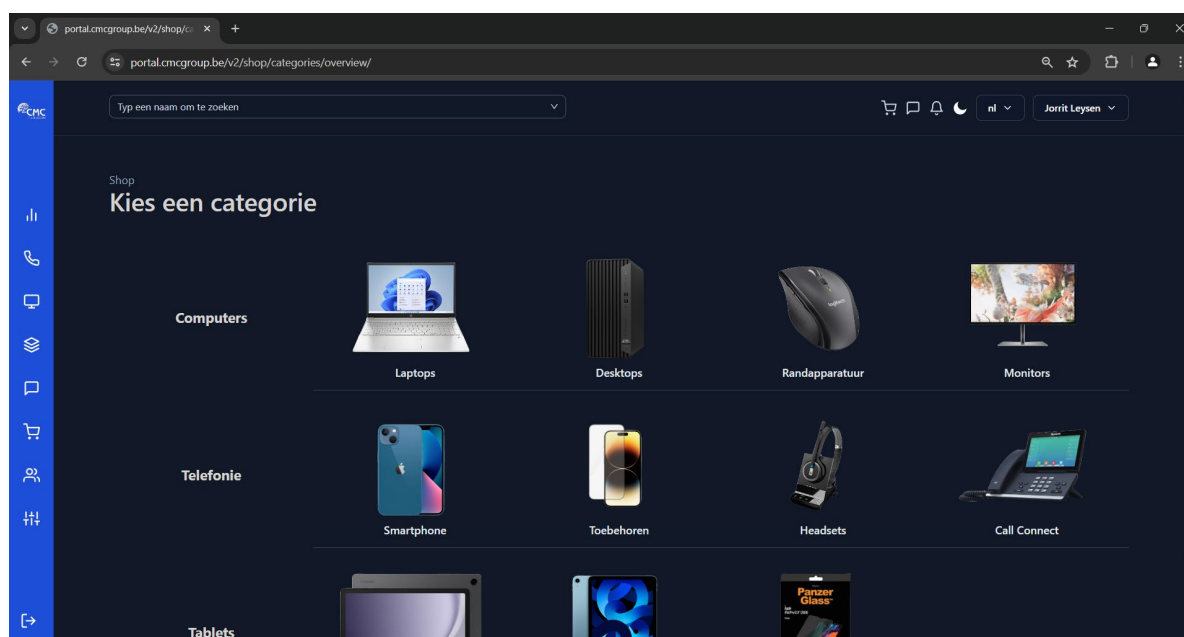 portal.cmcgroup.be/v2/shop/ca
portal.cmcgroup.be/v2/shop/categories/overview/
CMC
Typ een naam om te zoeken
nl
Jorrit Leysen
Shop
Kies een categorie
Computers
Laptops
Desktops
Randapparatuur
Monitors
Telefonie
Smartphone
Toebehoren
Headsets
Call Connect
Tablets
Panzer
Glass